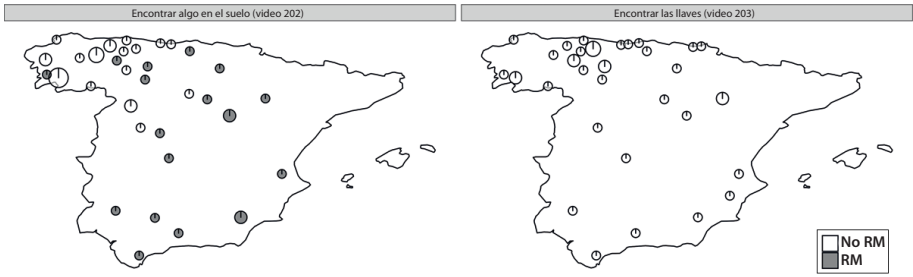 Encontrar algo en el suelo (video 202)
Encontrar las llaves (video 203)
No RM
RM